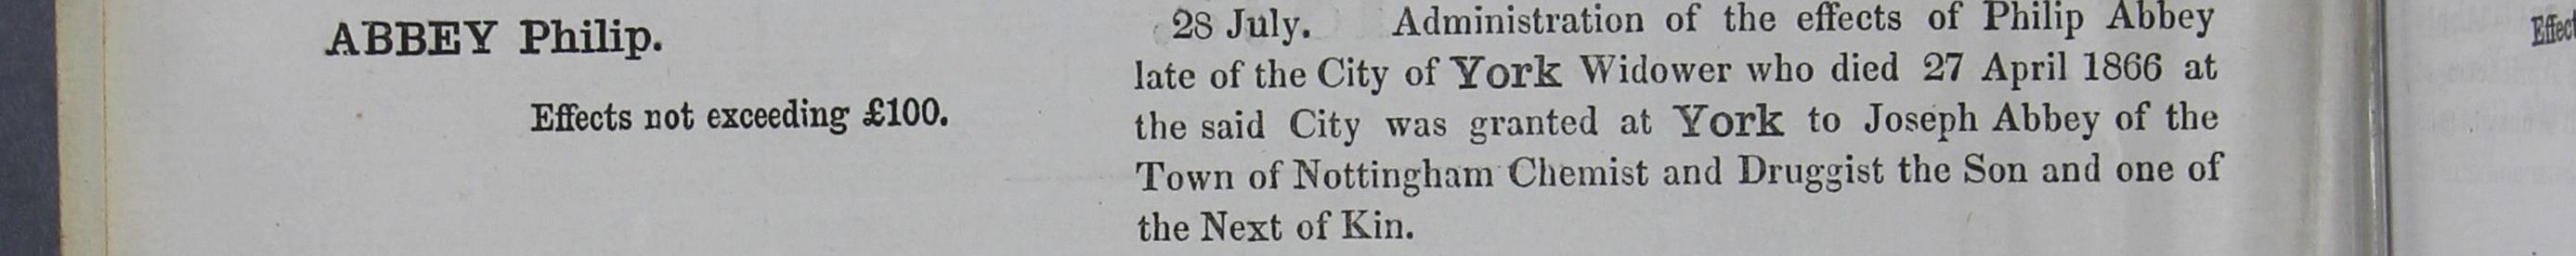 ABBEY Philip.
Effects not exceeding £100.
28 July. Administration of the effects of Philip Abbey
late of the City of York Widower who died 27 April 1866 at
the said City was granted at York to Joseph Abbey of the
Town of Nottingham Chemist and Druggist the Son and one of
the Next of Kin.